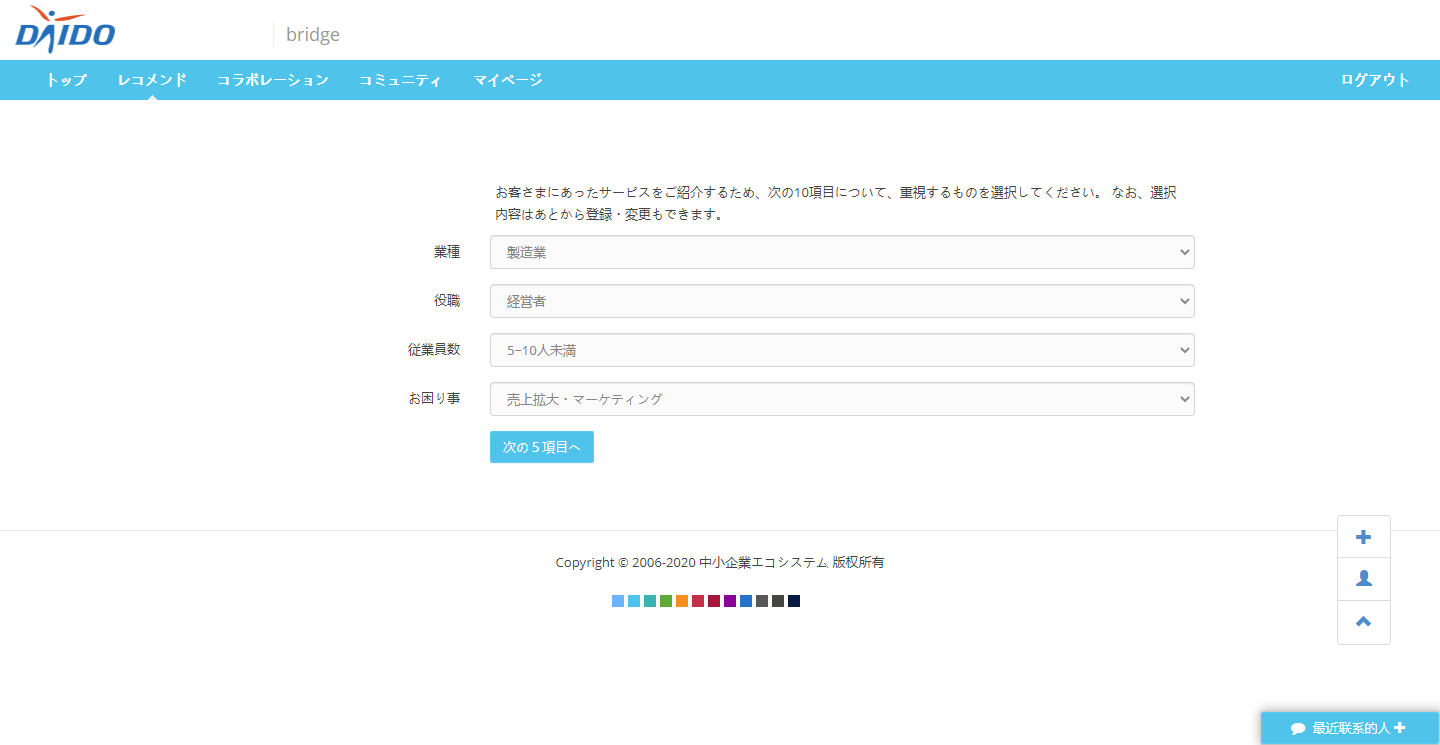 DAIDO
bridge
トップ レコメンド コラボレーション コミュニティ マイページ ログアウト
お客さまにあったサービスをご紹介するため、次の10項目について、重視するものを選択してください。 なお、選択
内容はあとから登録・変更もできます。
業種 製造業
役職 経営者
従業員数 5−10人未満
お困り事 売上拡大・マーケティング
次の５項目へ
Copyright © 2006-2020 中小企業エコシステム 版权所有
最近联系的人